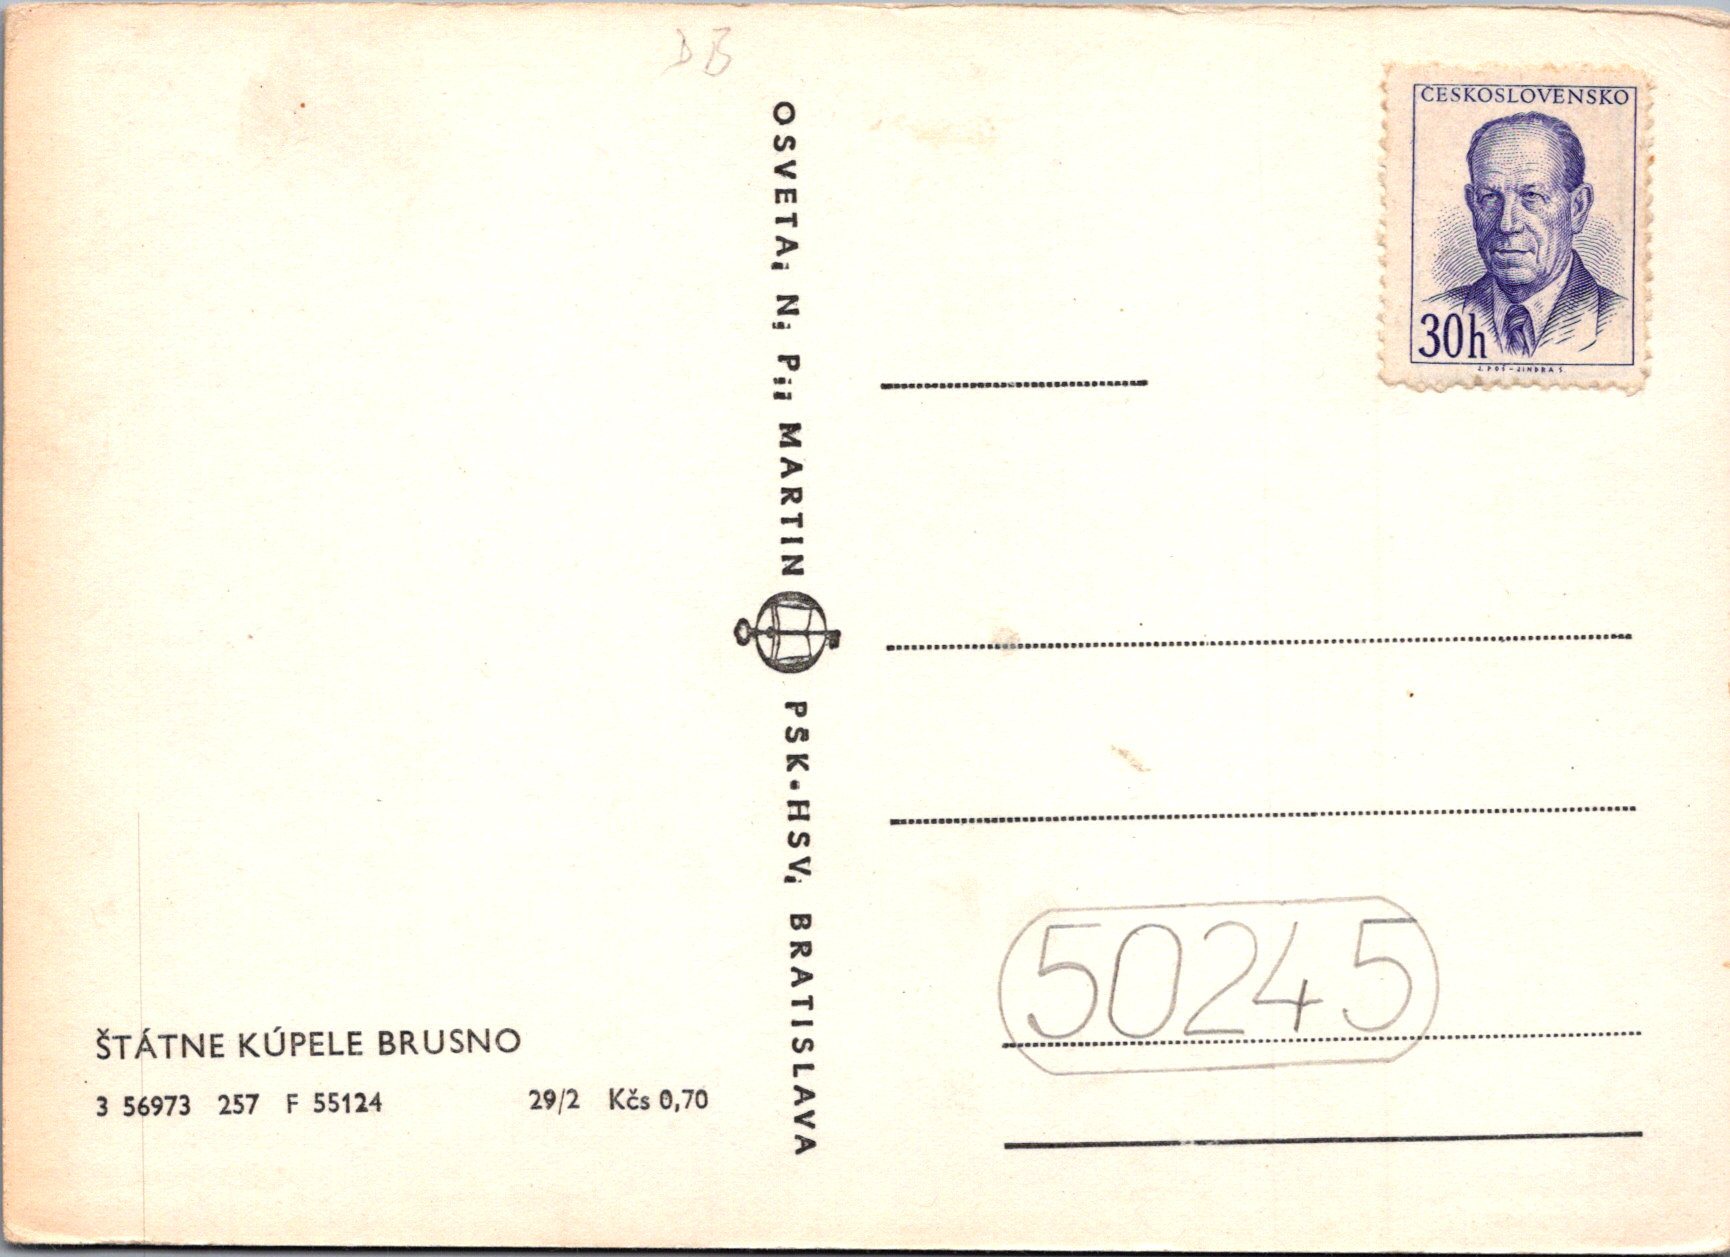 DB
OSVETA, N. P., MARTIN
PSK-HSV, BRATISLAVA
ČESKOSLOVENSKO
30h
J. POŠ - JINDRA S.
50245
ŠTÁTNE KÚPELE BRUSNO
3 56973 257 F 55124 29/2 Kčs 0,70